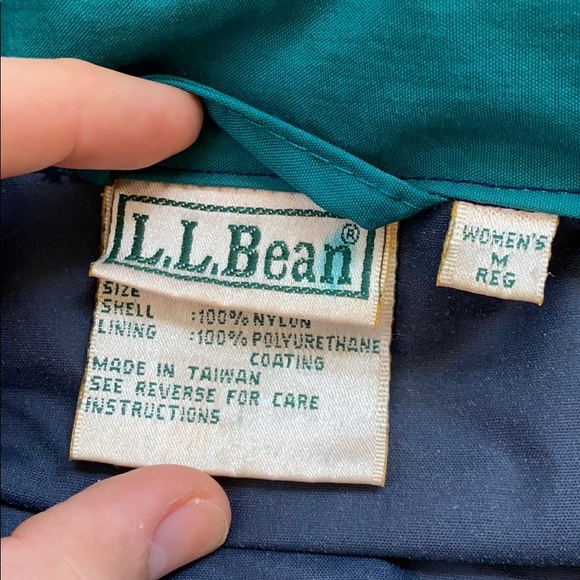 L.L.Bean®
SIZE
SHELL :100% NYLON
LINING :100% POLYURETHANE
COATING
MADE IN TAIWAN
SEE REVERSE FOR CARE
INSTRUCTIONS
WOMEN'S
M
REG